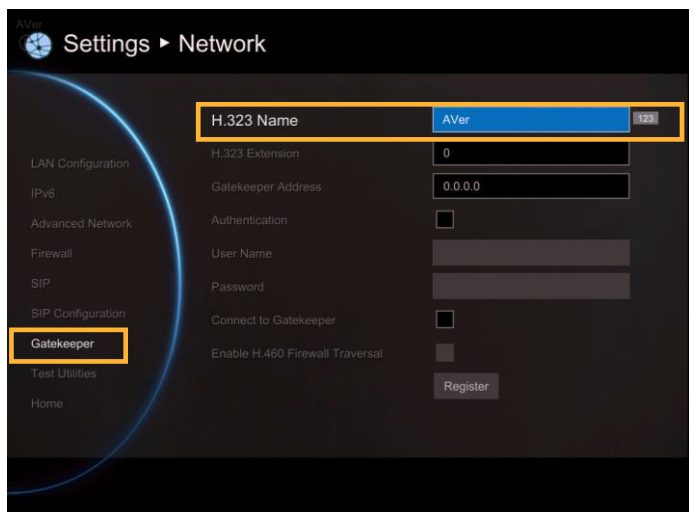 AVer
Settings ▸ Network
H.323 Name AVer 123
H.323 Extension 0
Gatekeeper Address 0.0.0.0
Authentication
User Name
Password
Connect to Gatekeeper
Enable H.460 Firewall Traversal
Register
LAN Configuration
IPv6
Advanced Network
Firewall
SIP
SIP Configuration
Gatekeeper
Test Utilities
Home